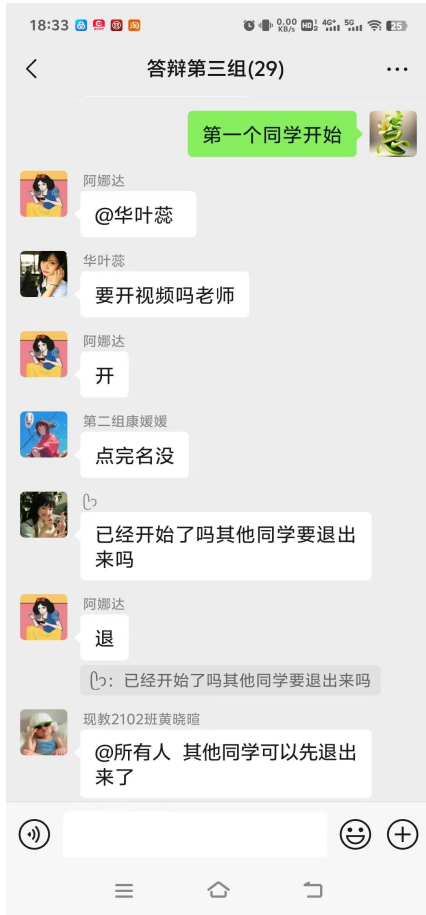 18:33
0.00
KB/s
HD 2
4G+
5G
25
答辩第三组(29)
第一个同学开始
阿娜达
@华叶蕊
华叶蕊
要开视频吗老师
阿娜达
开
第二组康媛媛
点完名没
已经开始了吗其他同学要退出
来吗
阿娜达
退
:已经开始了吗其他同学要退出来吗
现教2102班黄晓暄
@所有人 其他同学可以先退出
来了